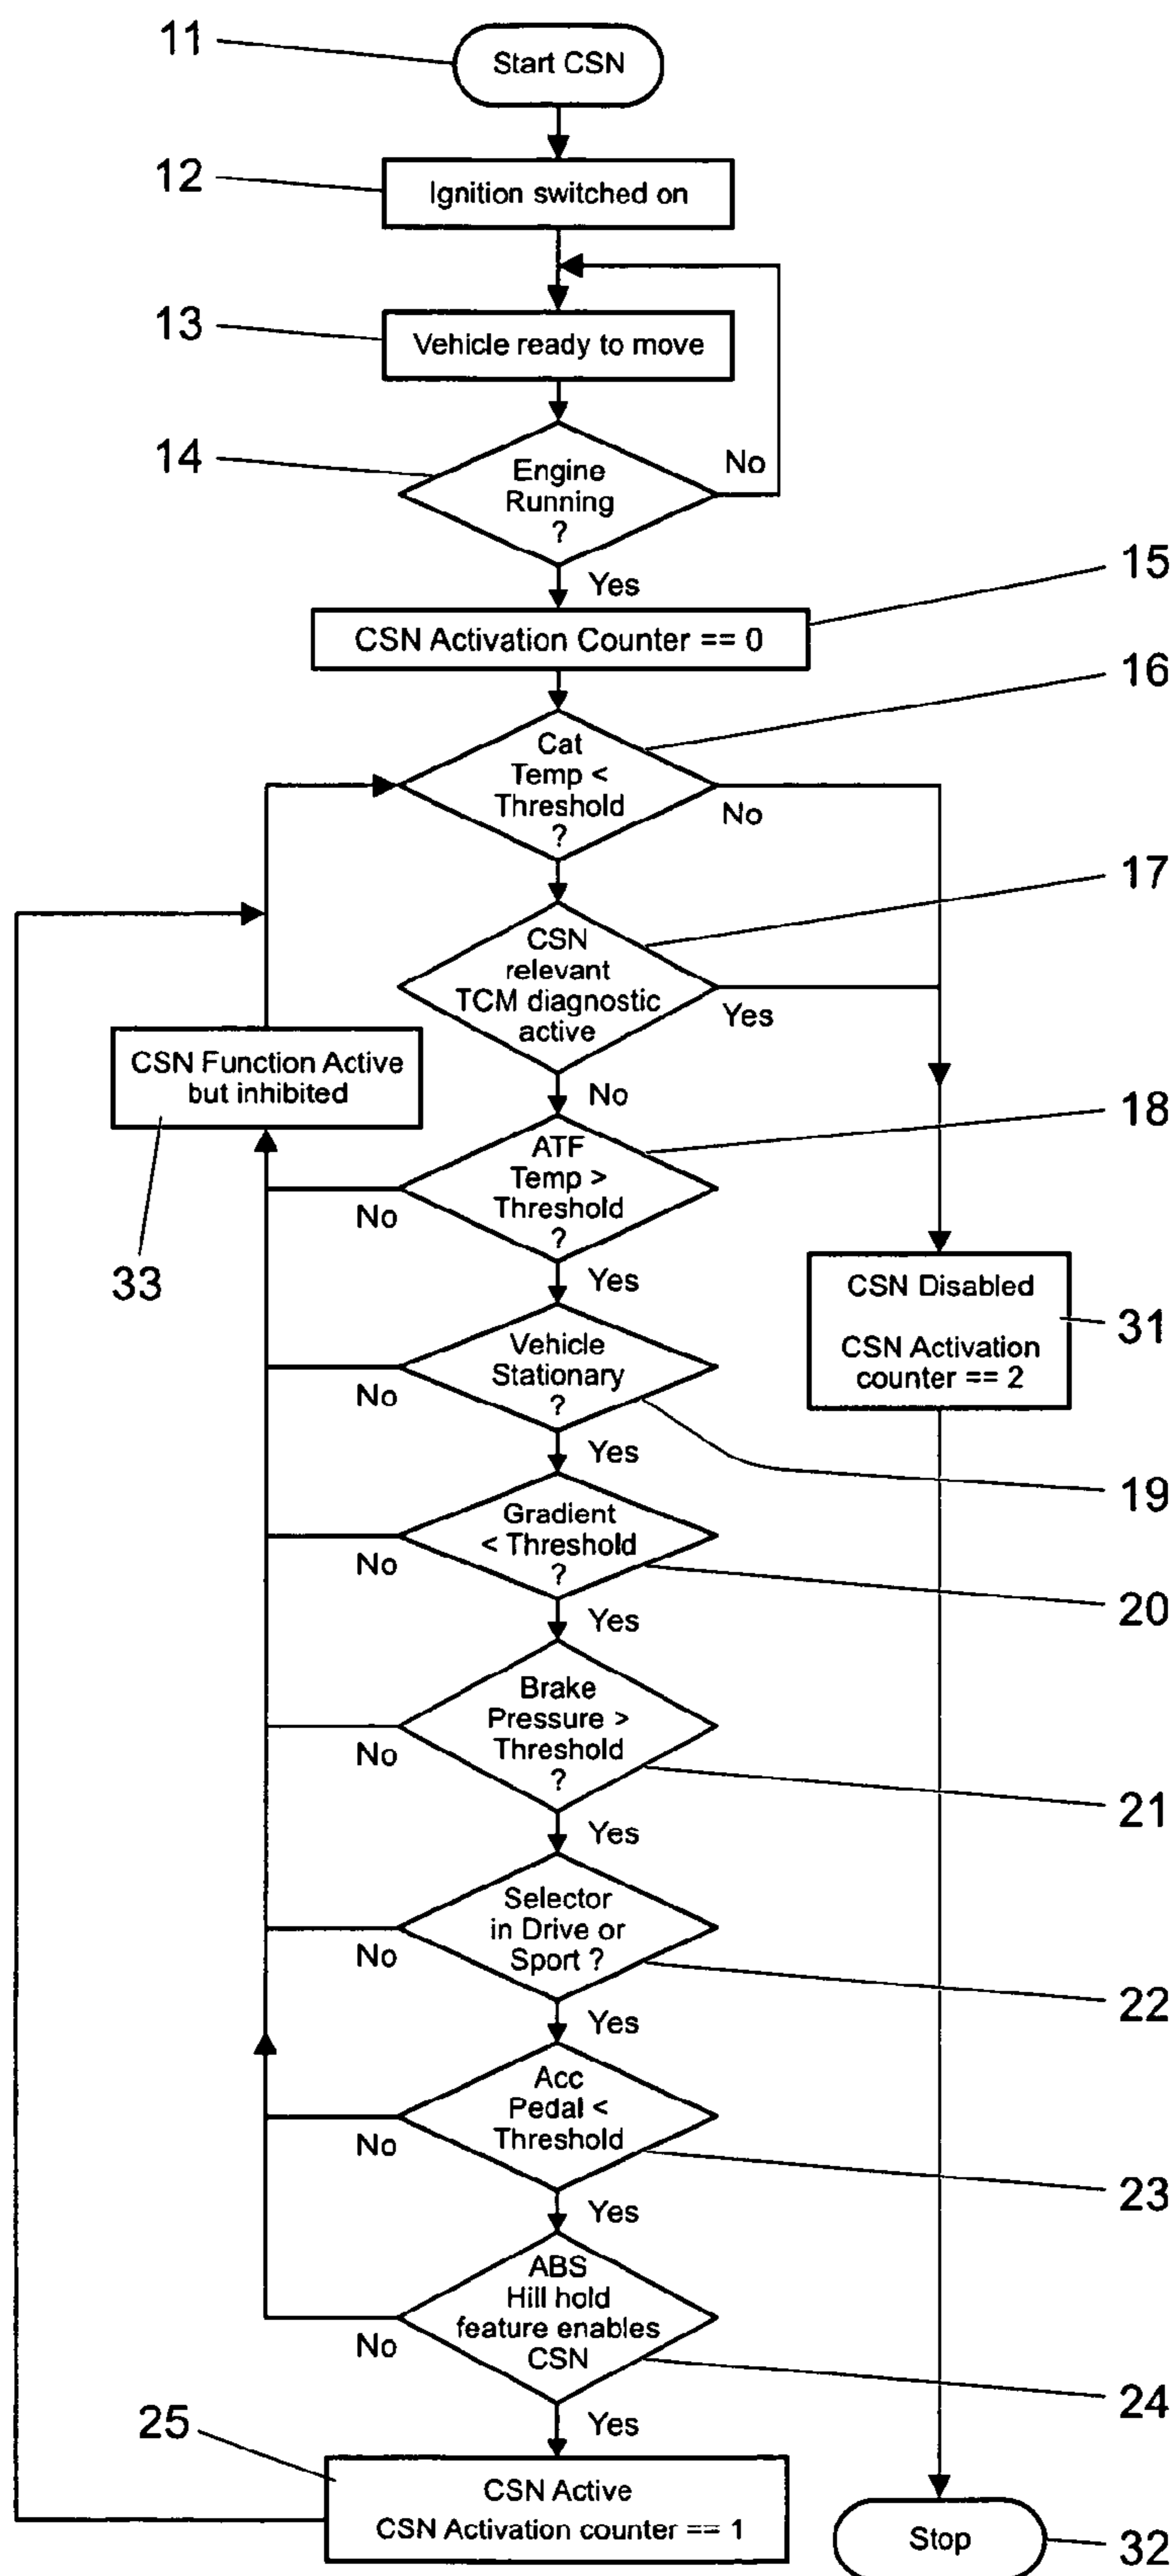 11
Start CSN
12
Ignition switched on
13
Vehicle ready to move
14
Engine
Running
?
No
Yes
15
CSN Activation Counter == 0
16
Cat
Temp <
Threshold
?
No
17
CSN
relevant
TCM diagnostic
active
Yes
No
CSN Function Active
but inhibited
33
18
ATF
Temp >
Threshold
?
No
Yes
CSN Disabled
CSN Activation
counter == 2
31
Vehicle
Stationary
?
No
Yes
19
Gradient
< Threshold
?
No
Yes
20
Brake
Pressure >
Threshold
?
No
Yes
21
Selector
in Drive or
Sport ?
No
Yes
22
Acc
Pedal <
Threshold
No
Yes
23
ABS
Hill hold
feature enables
CSN
No
Yes
24
25
CSN Active
CSN Activation counter == 1
Stop
32